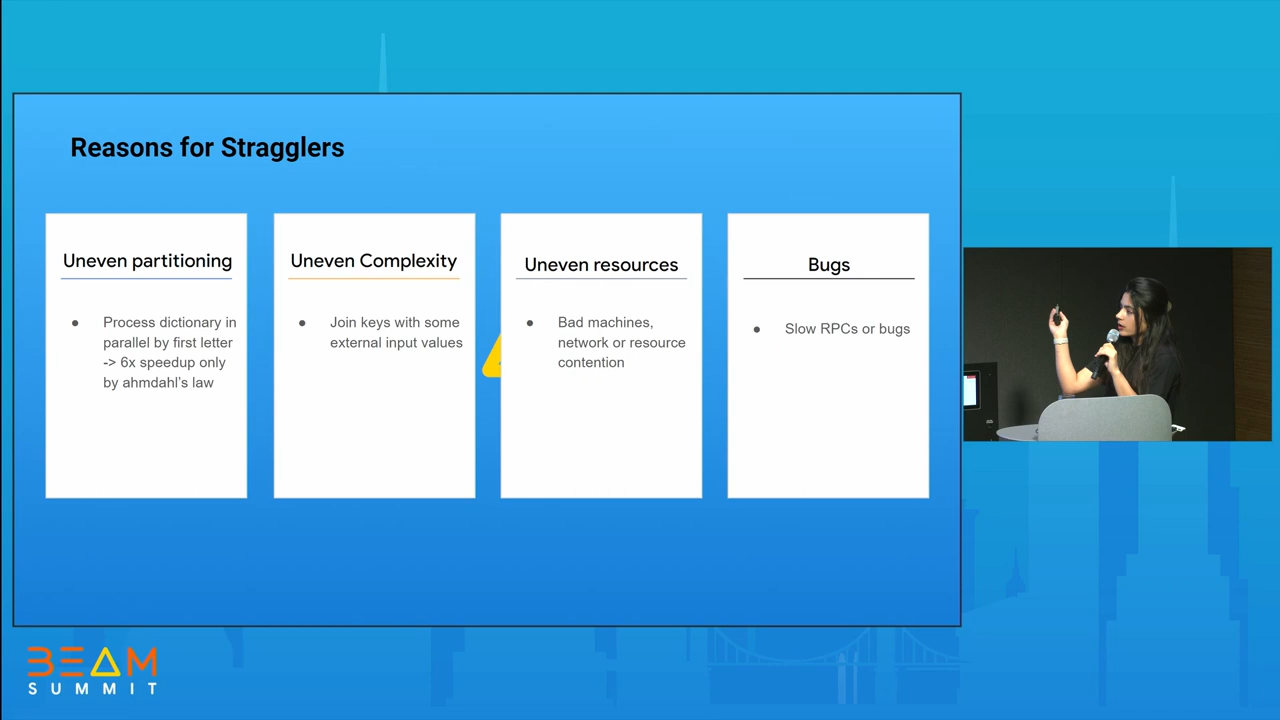 Reasons for Stragglers
Uneven partitioning
● Process dictionary in
parallel by first letter
-> 6x speedup only
by ahmdahl's law
Uneven Complexity
● Join keys with some
external input values
Uneven resources
● Bad machines,
network or resource
contention
Bugs
● Slow RPCs or bugs
BEAM
SUMMIT